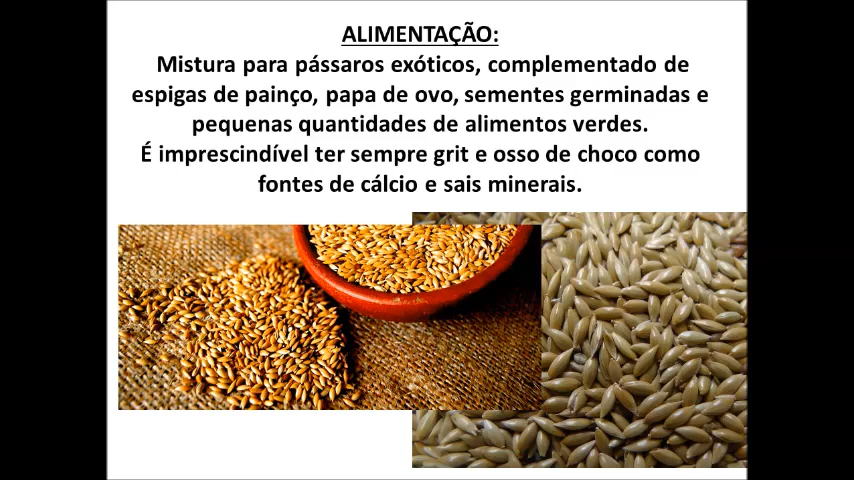 ALIMENTAÇÃO:
Mistura para pássaros exóticos, complementado de
espigas de painço, papa de ovo, sementes germinadas e
pequenas quantidades de alimentos verdes.
É imprescindível ter sempre grit e osso de choco como
fontes de cálcio e sais minerais.